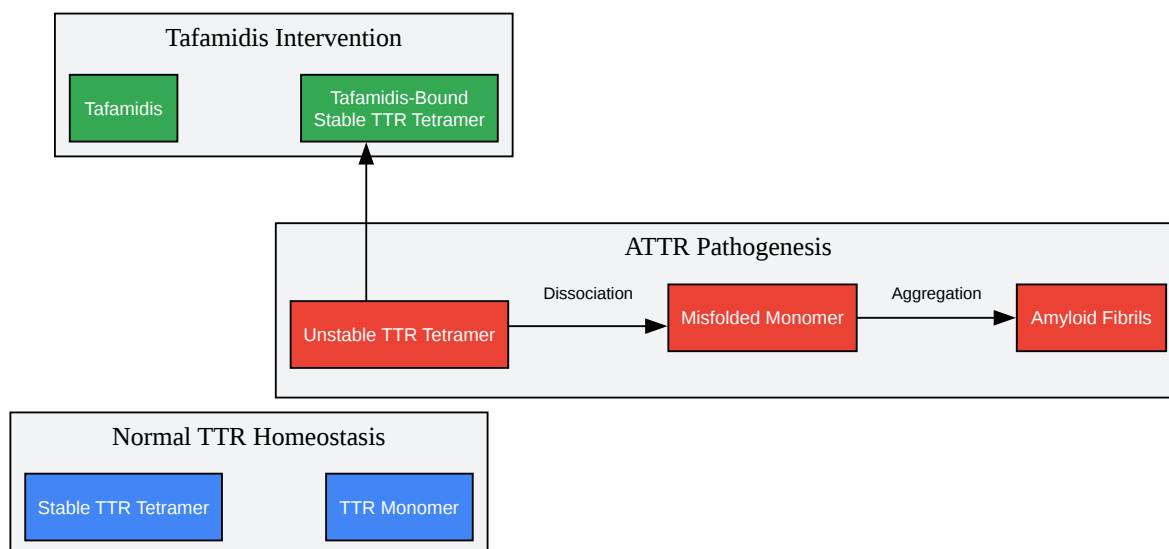 Tafamidis Intervention
Tafamidis
Tafamidis-Bound
Stable TTR Tetramer
ATTR Pathogenesis
Dissociation
Aggregation
Unstable TTR Tetramer
Misfolded Monomer
Amyloid Fibrils
Normal TTR Homeostasis
Stable TTR Tetramer
TTR Monomer